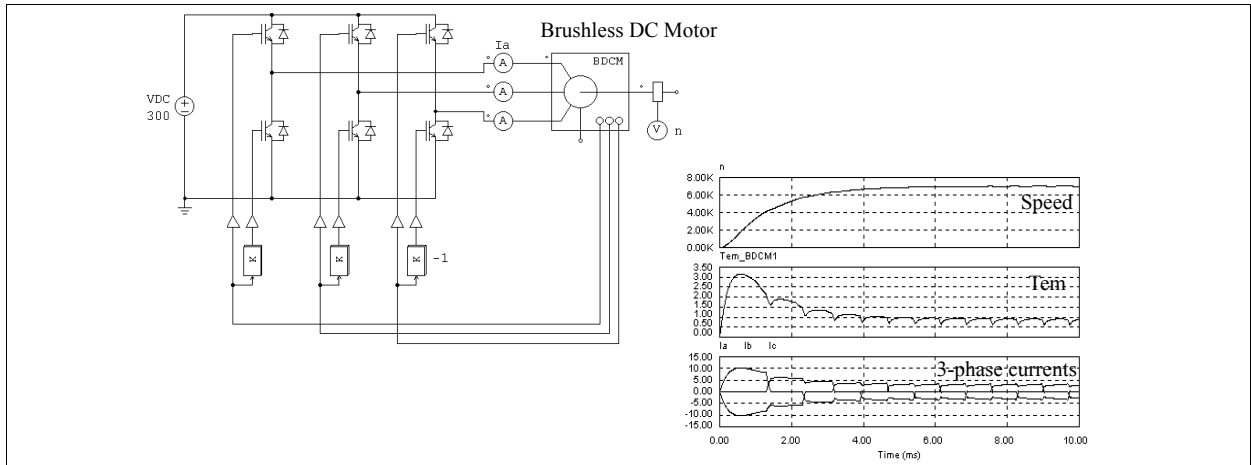 Brushless DC Motor
Ia
BDCM
A
A
A
VDC
300
V
n
K
K
K
-1
n
8.00K
6.00K
4.00K
2.00K
0.00K
Speed
Tem_BDCM1
3.50
3.00
2.50
2.00
1.50
1.00
0.50
0.00
Tem
Ia Ib Ic
15.00
10.00
5.00
0.00
-5.00
-10.00
-15.00
3-phase currents
0.00 2.00 4.00 6.00 8.00 10.00
Time (ms)